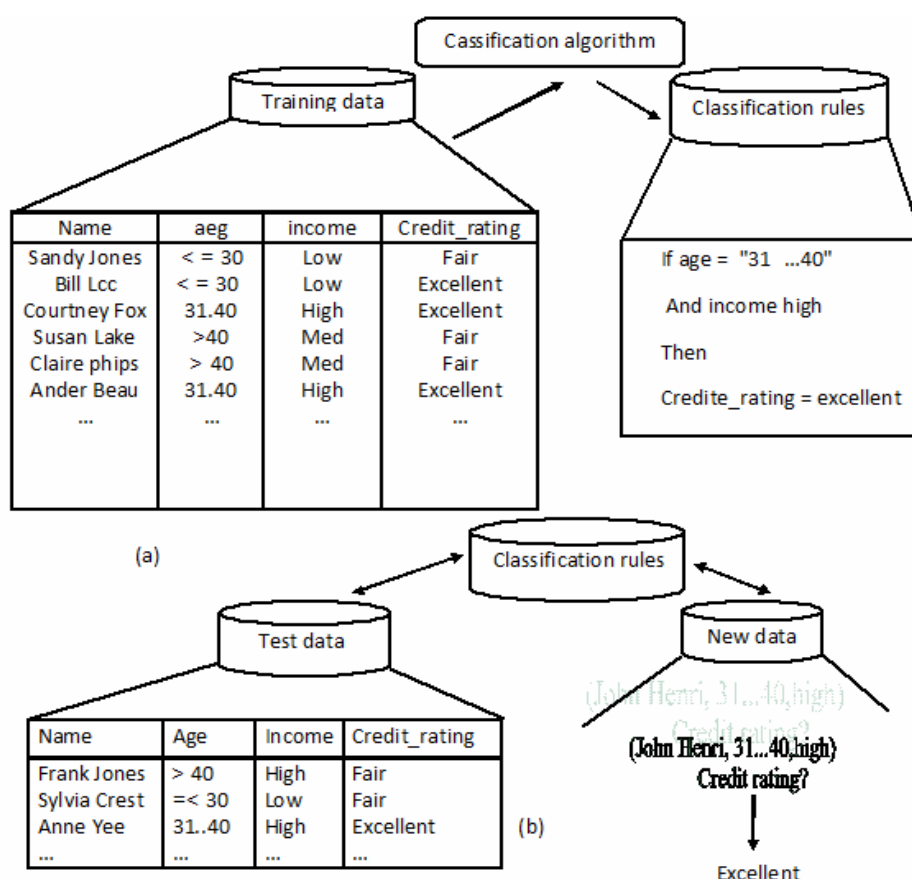 Cassification algorithm
Training data
Classification rules
Name aeg income Credit_rating
Sandy Jones < = 30 Low Fair
Bill Lcc < = 30 Low Excellent
Courtney Fox 31.40 High Excellent
Susan Lake >40 Med Fair
Claire phips > 40 Med Fair
Ander Beau 31.40 High Excellent
... ... ... ...
If age = "31 ...40"
And income high
Then
Credite_rating = excellent
(a)
Classification rules
Test data
New data
Name Age Income Credit_rating
Frank Jones > 40 High Fair
Sylvia Crest =< 30 Low Fair
Anne Yee 31..40 High Excellent
... ... ... ...
(b)
(John Henri, 31...40,high)
Credit rating?
(John Henri, 31...40,high)
Credit rating?
Excellent